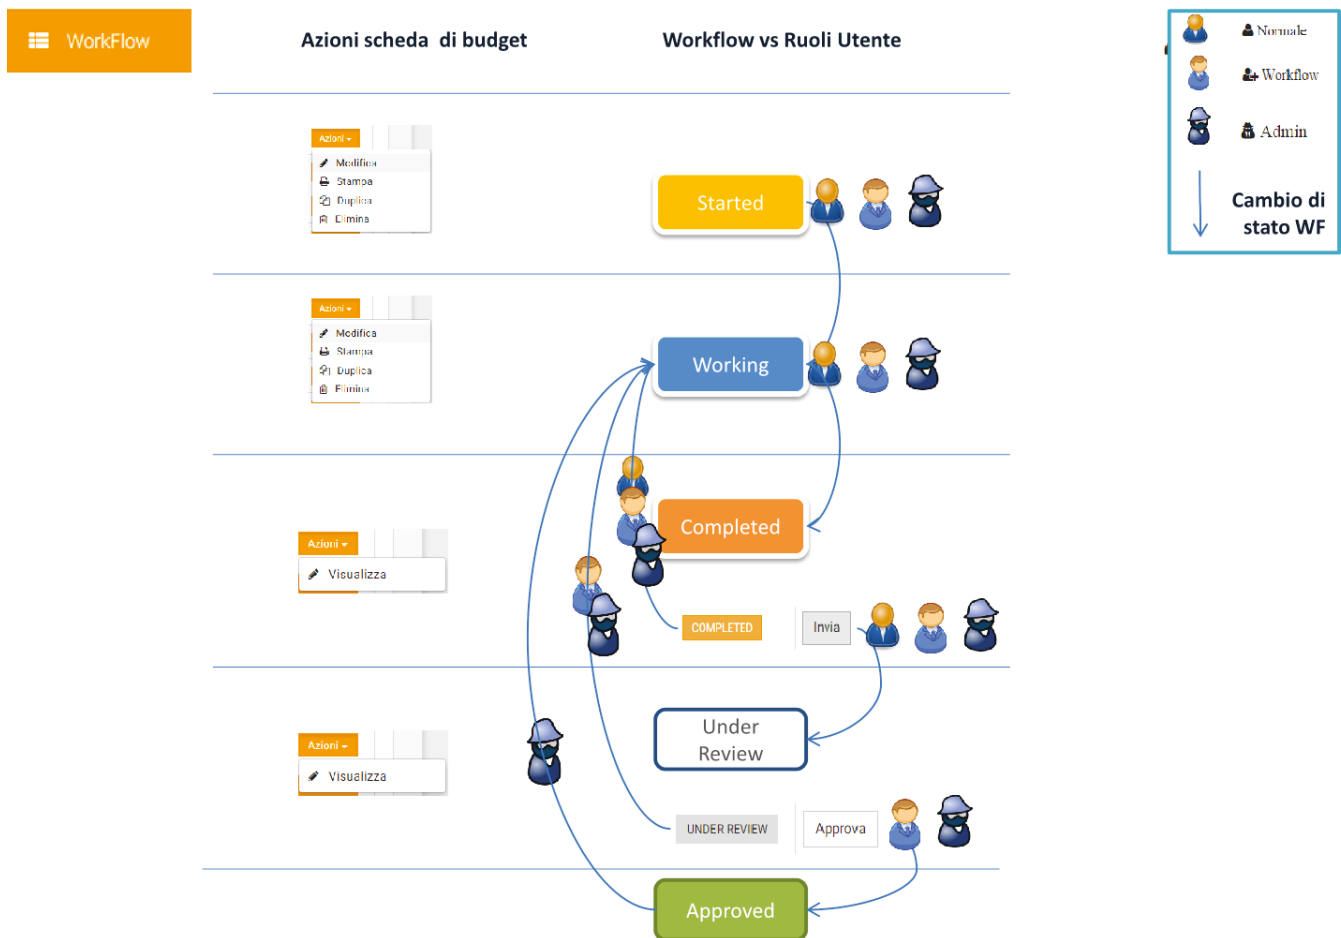 WorkFlow
Azioni scheda di budget
Workflow vs Ruoli Utente
Normale
Workflow
Admin
Cambio di
stato WF
Azioni
Modifica
Stampa
Duplica
Elimina
Started
Azioni
Modifica
Stampa
Duplica
Elimina
Working
Azioni
Visualizza
Completed
COMPLETED
Invia
Azioni
Visualizza
Under
Review
UNDER REVIEW
Approva
Approved